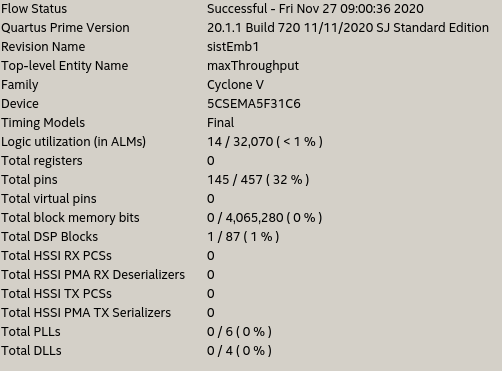 Flow Status Successful - Fri Nov 27 09:00:36 2020
Quartus Prime Version 20.1.1 Build 720 11/11/2020 SJ Standard Edition
Revision Name sistEmb1
Top-level Entity Name maxThroughput
Family Cyclone V
Device 5CSEMA5F31C6
Timing Models Final
Logic utilization (in ALMs) 14 / 32,070 ( < 1 % )
Total registers 0
Total pins 145 / 457 ( 32 % )
Total virtual pins 0
Total block memory bits 0 / 4,065,280 ( 0 % )
Total DSP Blocks 1 / 87 ( 1 % )
Total HSSI RX PCSs 0
Total HSSI PMA RX Deserializers 0
Total HSSI TX PCSs 0
Total HSSI PMA TX Serializers 0
Total PLLs 0 / 6 ( 0 % )
Total DLLs 0 / 4 ( 0 % )